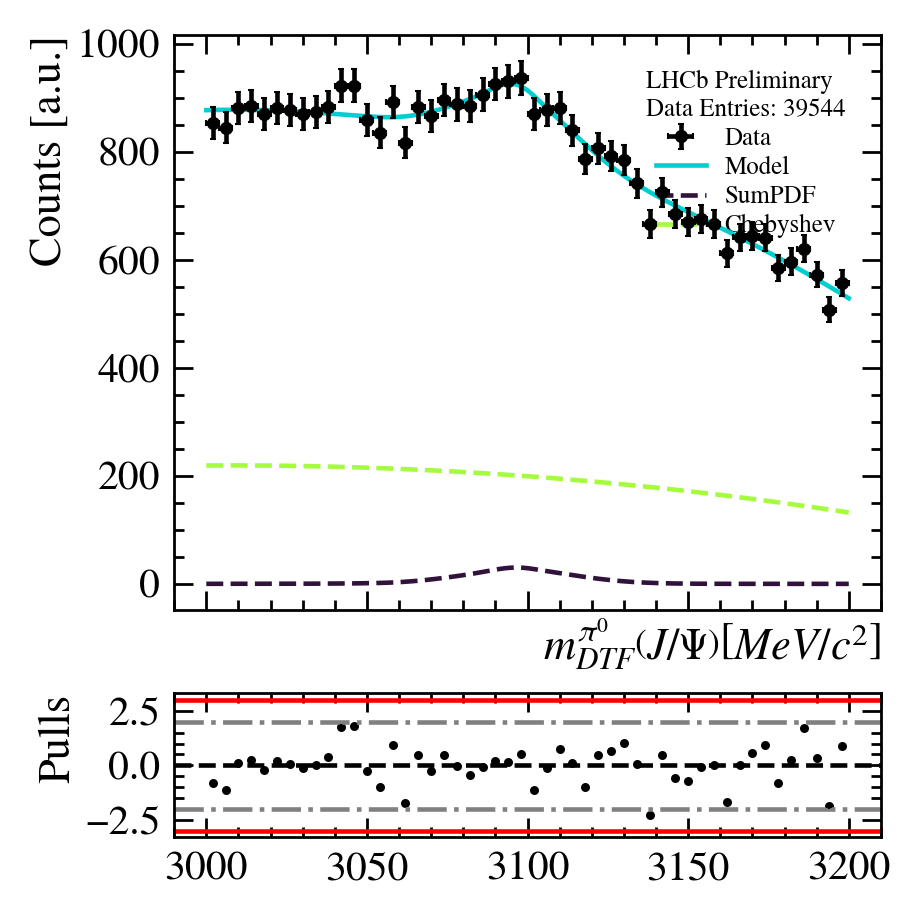 Counts [a.u.]
1000
800
600
400
200
0
LHCb Preliminary
Data Entries: 39544
Data
Model
SumPDF
Chebyshev
$m_{DTF}^{\pi^0}(J/\Psi)[MeV/c^2]$
Pulls
2.5
0.0
−2.5
3000 3050 3100 3150 3200